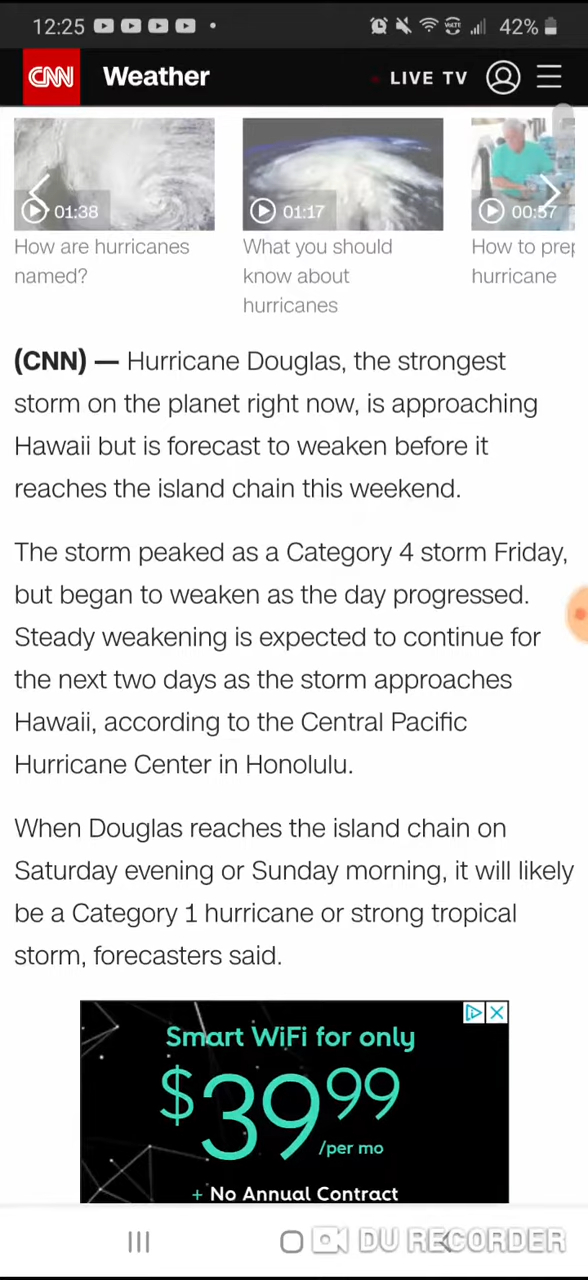 12:25
42%
CNN Weather LIVE TV
01:38
01:17
00:57
How are hurricanes
named?
What you should
know about
hurricanes
How to prep
hurricane
(CNN) — Hurricane Douglas, the strongest
storm on the planet right now, is approaching
Hawaii but is forecast to weaken before it
reaches the island chain this weekend.
The storm peaked as a Category 4 storm Friday,
but began to weaken as the day progressed.
Steady weakening is expected to continue for
the next two days as the storm approaches
Hawaii, according to the Central Pacific
Hurricane Center in Honolulu.
When Douglas reaches the island chain on
Saturday evening or Sunday morning, it will likely
be a Category 1 hurricane or strong tropical
storm, forecasters said.
Smart WiFi for only
$39.99
/per mo
+ No Annual Contract
DU RECORDER